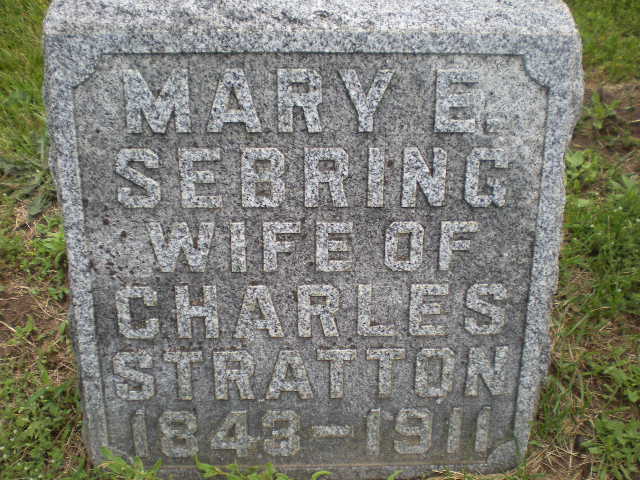 MARY E.
SEBRING
WIFE OF
CHARLES
STRATTON
1843-1911